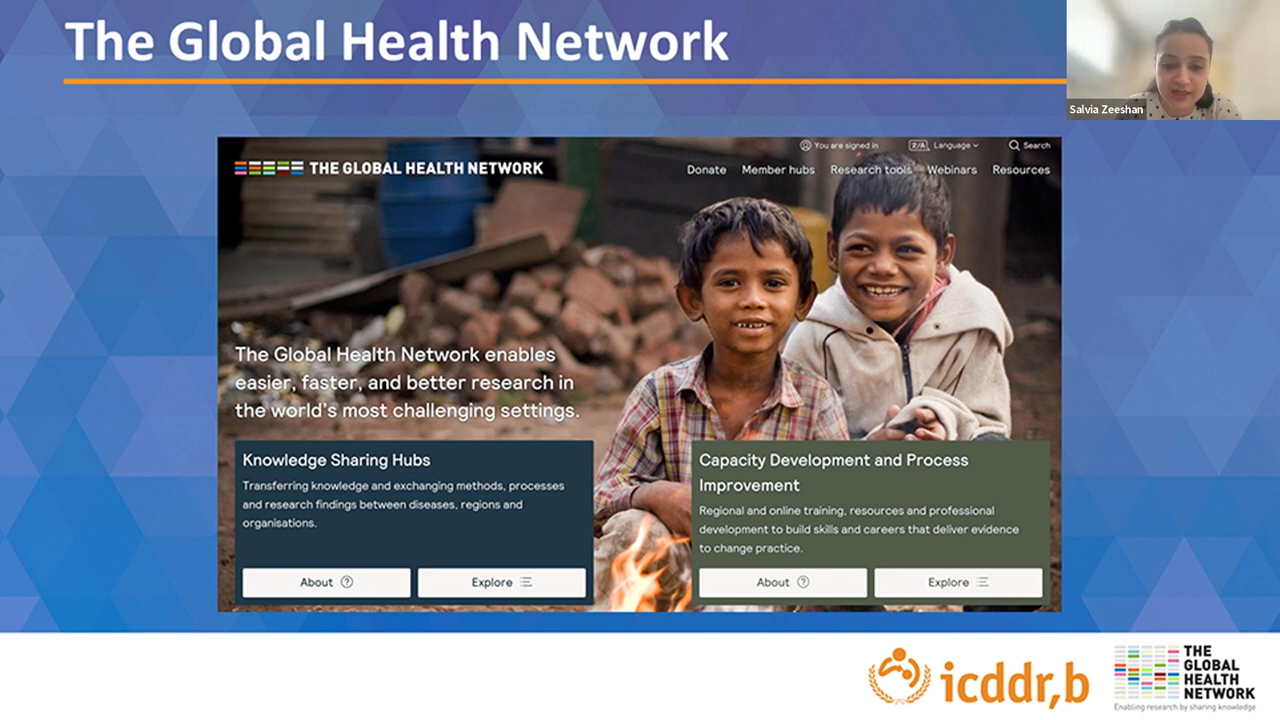 The Global Health Network
Salvia Zeeshan
You are signed in
Language
Search
THE GLOBAL HEALTH NETWORK
Donate
Member hubs
Research tools
Webinars
Resources
The Global Health Network enables
easier, faster, and better research in
the world's most challenging settings.
Knowledge Sharing Hubs
Transferring knowledge and exchanging methods, processes
and research findings between diseases, regions and
organisations.
About
Explore
Capacity Development and Process
Improvement
Regional and online training, resources and professional
development to build skills and careers that deliver evidence
to change practice.
About
Explore
icddr,b
THE
GLOBAL
HEALTH
NETWORK
Enabling research by sharing knowledge